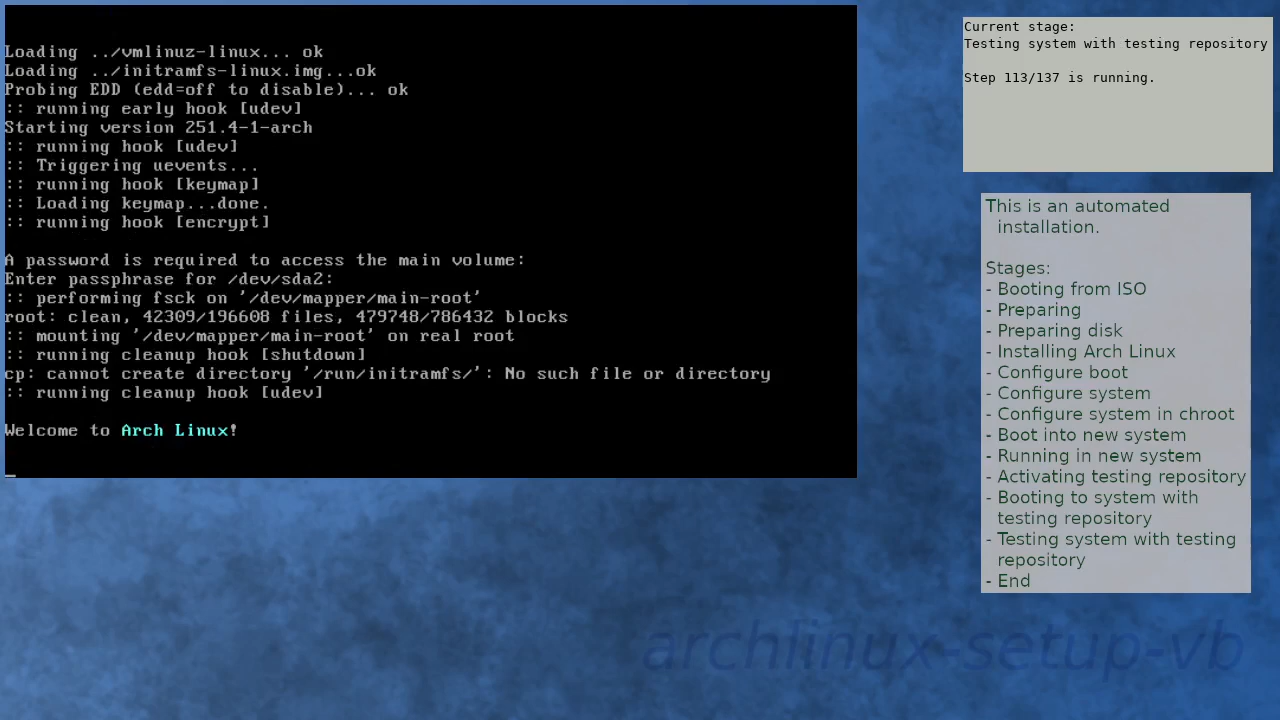 Loading ../vmlinuz-linux... ok
Loading ../initramfs-linux.img...ok
Probing EDD (edd=off to disable)... ok
:: running early hook [udev]
Starting version 251.4-1-arch
:: running hook [udev]
:: Triggering uevents...
:: running hook [keymap]
:: Loading keymap...done.
:: running hook [encrypt]
A password is required to access the main volume:
Enter passphrase for /dev/sda2:
:: performing fsck on '/dev/mapper/main-root'
root: clean, 42309/196608 files, 479748/786432 blocks
:: mounting '/dev/mapper/main-root' on real root
:: running cleanup hook [shutdown]
cp: cannot create directory '/run/initramfs/': No such file or directory
:: running cleanup hook [udev]
Welcome to Arch Linux!
Current stage:
Testing system with testing repository
Step 113/137 is running.
This is an automated
installation.
Stages:
- Booting from ISO
- Preparing
- Preparing disk
- Installing Arch Linux
- Configure boot
- Configure system
- Configure system in chroot
- Boot into new system
- Running in new system
- Activating testing repository
- Booting to system with
testing repository
- Testing system with testing
repository
- End
archlinux-setup-vb